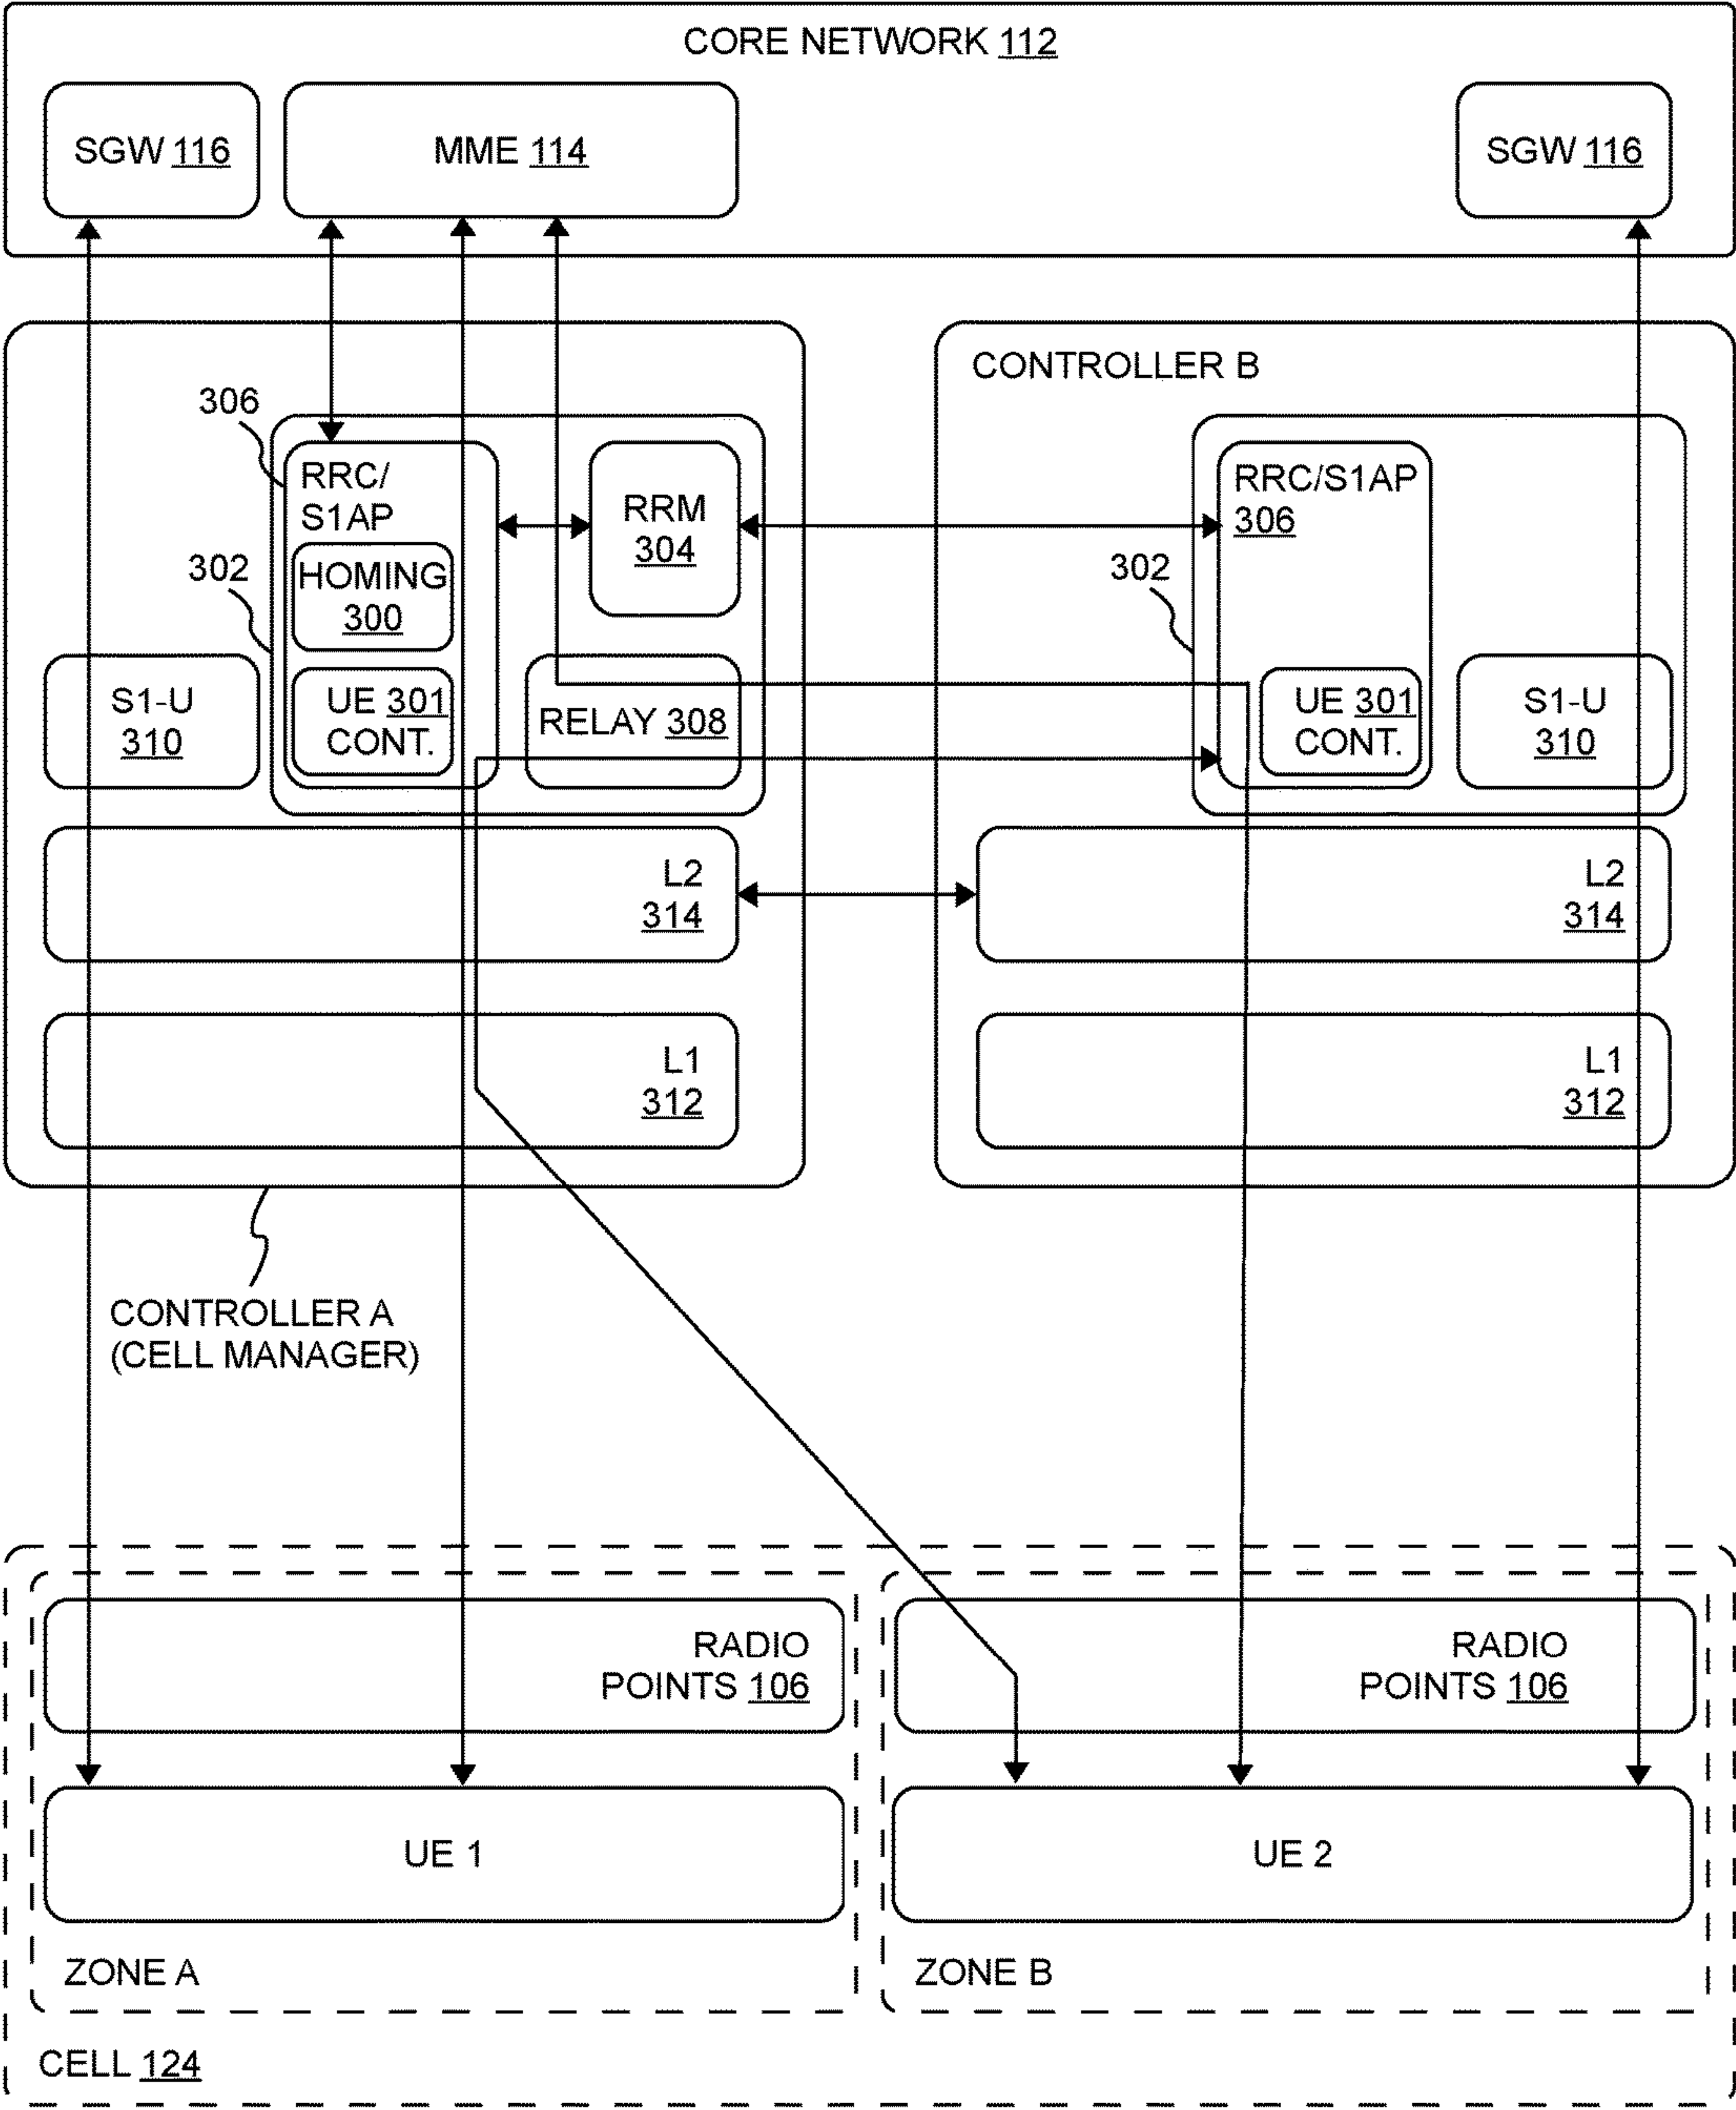 CORE NETWORK 112
SGW 116
MME 114
SGW 116
CONTROLLER B
306
RRC/
S1AP
HOMING
300
UE 301
CONT.
RRM
304
302
S1-U
310
RELAY 308
RRC/S1AP
306
302
UE 301
CONT.
S1-U
310
L2
314
L2
314
L1
312
L1
312
CONTROLLER A
(CELL MANAGER)
RADIO
POINTS 106
RADIO
POINTS 106
UE 1
UE 2
ZONE A
ZONE B
CELL 124